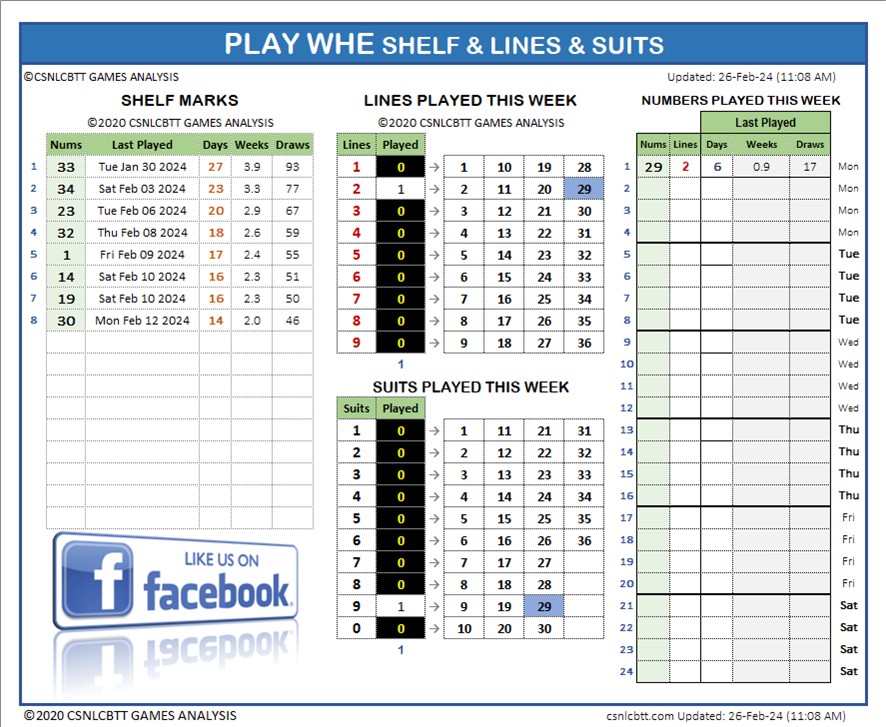 PLAY WHE SHELF & LINES & SUITS
©CSNLCBTT GAMES ANALYSIS
Updated: 26-Feb-24 (11:08 AM)
SHELF MARKS
©2020 CSNLCBTT GAMES ANALYSIS
Nums Last Played Days Weeks Draws
1 33 Tue Jan 30 2024 27 3.9 93
2 34 Sat Feb 03 2024 23 3.3 77
3 23 Tue Feb 06 2024 20 2.9 67
4 32 Thu Feb 08 2024 18 2.6 59
5 1 Fri Feb 09 2024 17 2.4 55
6 14 Sat Feb 10 2024 16 2.3 51
7 19 Sat Feb 10 2024 16 2.3 50
8 30 Mon Feb 12 2024 14 2.0 46
LIKE US ON
f facebook.
LINES PLAYED THIS WEEK
©2020 CSNLCBTT GAMES ANALYSIS
Lines Played
1 0 → 1 10 19 28
2 1 → 2 11 20 29
3 0 → 3 12 21 30
4 0 → 4 13 22 31
5 0 → 5 14 23 32
6 0 → 6 15 24 33
7 0 → 7 16 25 34
8 0 → 8 17 26 35
9 0 → 9 18 27 36
1
SUITS PLAYED THIS WEEK
Suits Played
1 0 → 1 11 21 31
2 0 → 2 12 22 32
3 0 → 3 13 23 33
4 0 → 4 14 24 34
5 0 → 5 15 25 35
6 0 → 6 16 26 36
7 0 → 7 17 27
8 0 → 8 18 28
9 1 → 9 19 29
0 0 → 10 20 30
1
NUMBERS PLAYED THIS WEEK
Last Played
Nums Lines Days Weeks Draws
1 29 2 6 0.9 17 Mon
2 Mon
3 Mon
4 Mon
5 Tue
6 Tue
7 Tue
8 Tue
9 Wed
10 Wed
11 Wed
12 Wed
13 Thu
14 Thu
15 Thu
16 Thu
17 Fri
18 Fri
19 Fri
20 Fri
21 Sat
22 Sat
23 Sat
24 Sat
©2020 CSNLCBTT GAMES ANALYSIS
csnlcbtt.com Updated: 26-Feb-24 (11:08 AM)